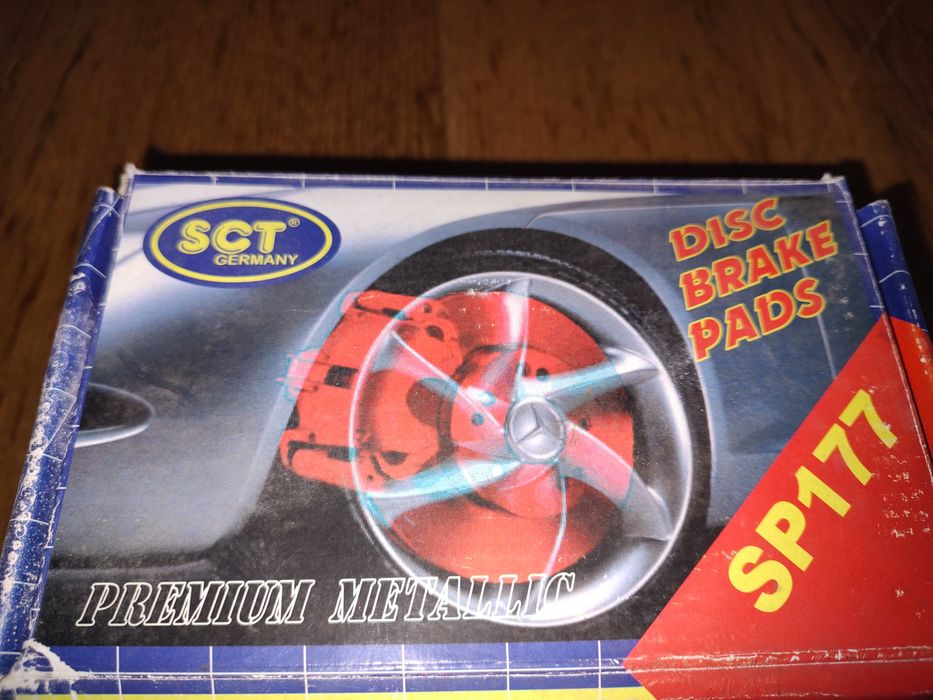 SCT®
GERMANY
DISC
BRAKE
PADS
SP177
PREMIUM METALLIC